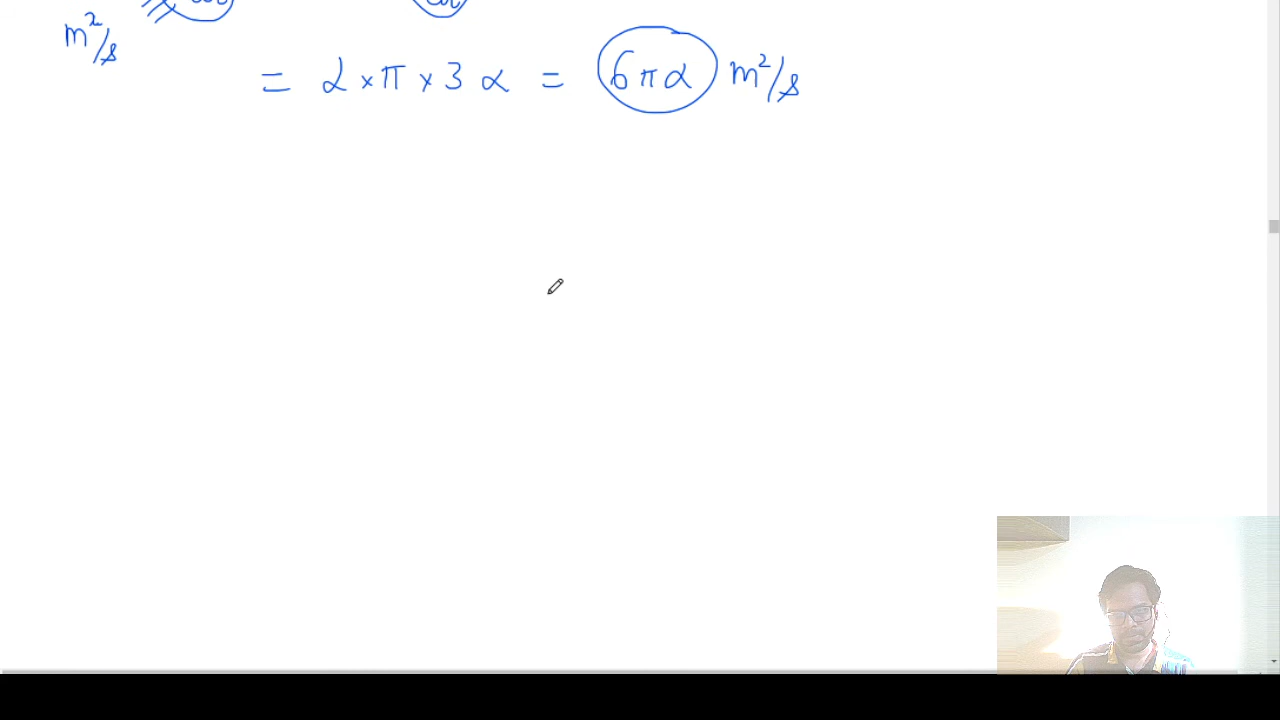 m²/s
= 2 × π × 3 α = 6πα m²/s